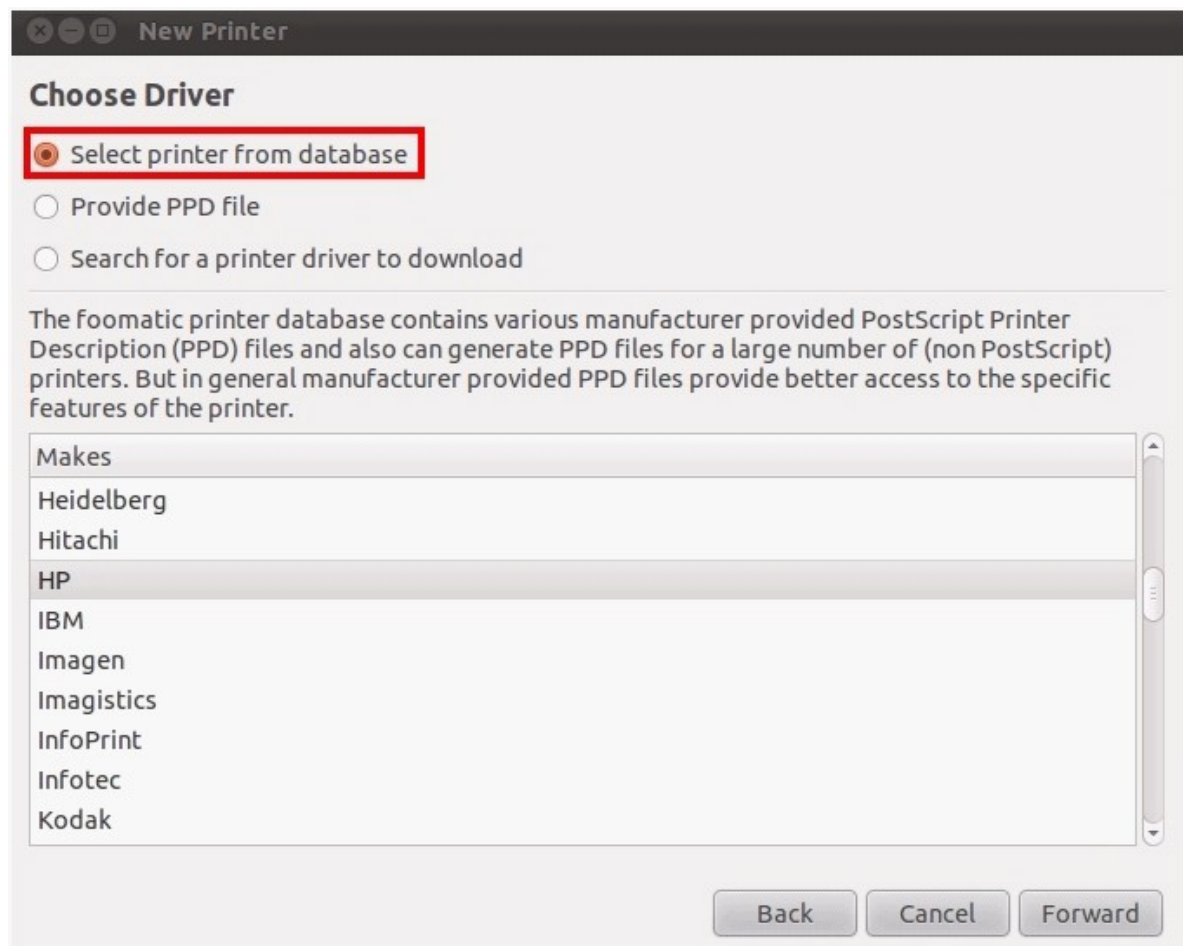 New Printer
Choose Driver
Select printer from database
Provide PPD file
Search for a printer driver to download
The foomatic printer database contains various manufacturer provided PostScript Printer
Description (PPD) files and also can generate PPD files for a large number of (non PostScript)
printers. But in general manufacturer provided PPD files provide better access to the specific
features of the printer.
Makes
Heidelberg
Hitachi
HP
IBM
Imagen
Imagistics
InfoPrint
Infotec
Kodak
Back Cancel Forward